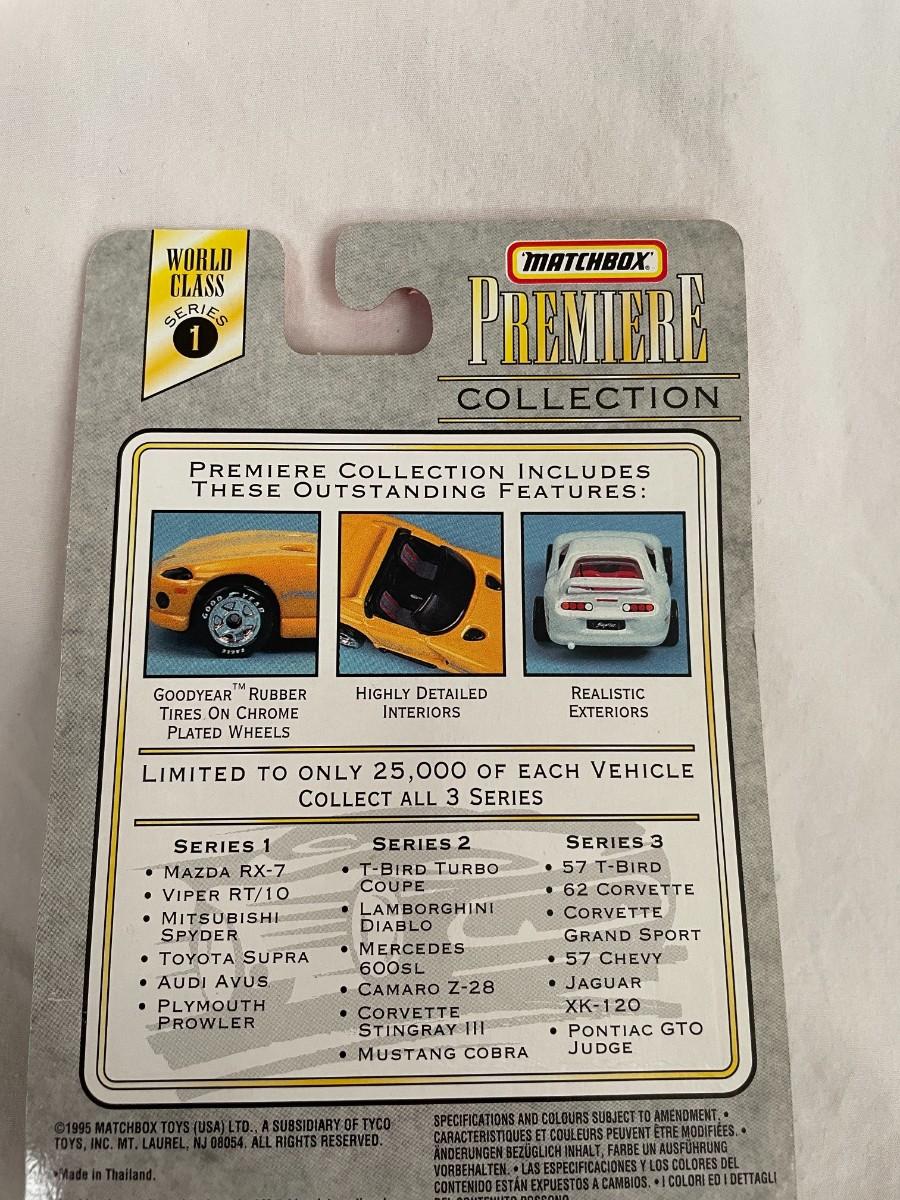 WORLD
CLASS
SERIES
1
"MATCHBOX"
PREMIERE
COLLECTION
PREMIERE COLLECTION INCLUDES
THESE OUTSTANDING FEATURES:
GOOD YEAR
Supra
GOODYEAR™ RUBBER
TIRES ON CHROME
PLATED WHEELS
HIGHLY DETAILED
INTERIORS
REALISTIC
EXTERIORS
LIMITED TO ONLY 25,000 OF EACH VEHICLE
COLLECT ALL 3 SERIES
SERIES 1
• MAZDA RX-7
• VIPER RT/10
• MITSUBISHI
SPYDER
• TOYOTA SUPRA
• AUDI AVUS
• PLYMOUTH
PROWLER
SERIES 2
• T-BIRD TURBO
COUPE
• LAMBORGHINI
DIABLO
• MERCEDES
600SL
• CAMARO Z-28
• CORVETTE
STINGRAY III
• MUSTANG COBRA
SERIES 3
• 57 T-BIRD
• 62 CORVETTE
• CORVETTE
GRAND SPORT
• 57 CHEVY
• JAGUAR
XK-120
• PONTIAC GTO
JUDGE
©1995 MATCHBOX TOYS (USA) LTD., A SUBSIDIARY OF TYCO
TOYS, INC. MT. LAUREL, NJ 08054. ALL RIGHTS RESERVED.
•Made in Thailand.
SPECIFICATIONS AND COLOURS SUBJECT TO AMENDMENT. •
CARACTERISTIQUES ET COULEURS PEUVENT ÊTRE MODIFIÉES. •
ÄNDERUNGEN BEZÜGLICH INHALT, FARBE UN AUSFÜHRUNG
VORBEHALTEN. • LAS ESPECIFICACIONES Y LOS COLORES DEL
CONTENIDO ESTÁN EXPUESTOS A CAMBIOS. • I COLORI ED I DETTAGLI